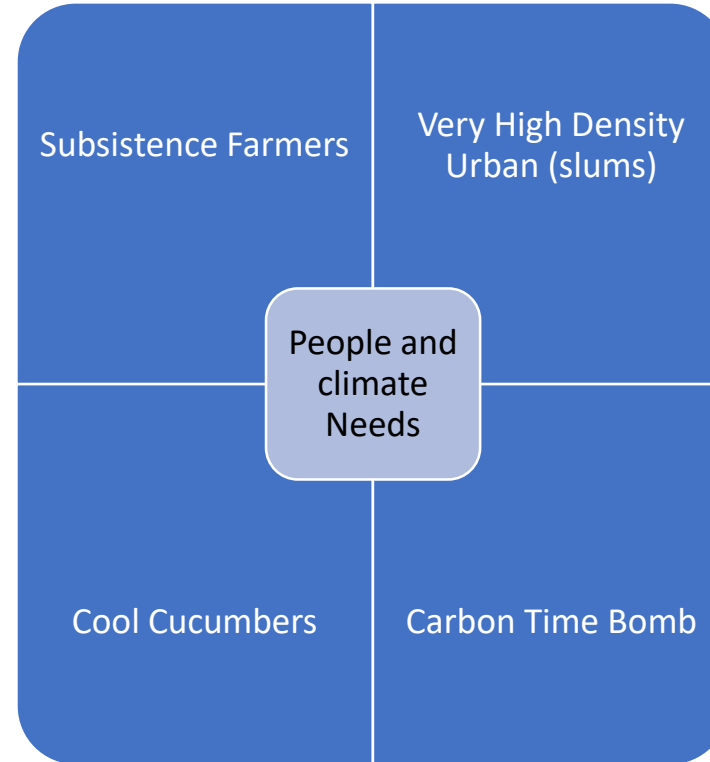 Subsistence Farmers
Very High Density
Urban (slums)
People and
climate
Needs
Cool Cucumbers
Carbon Time Bomb